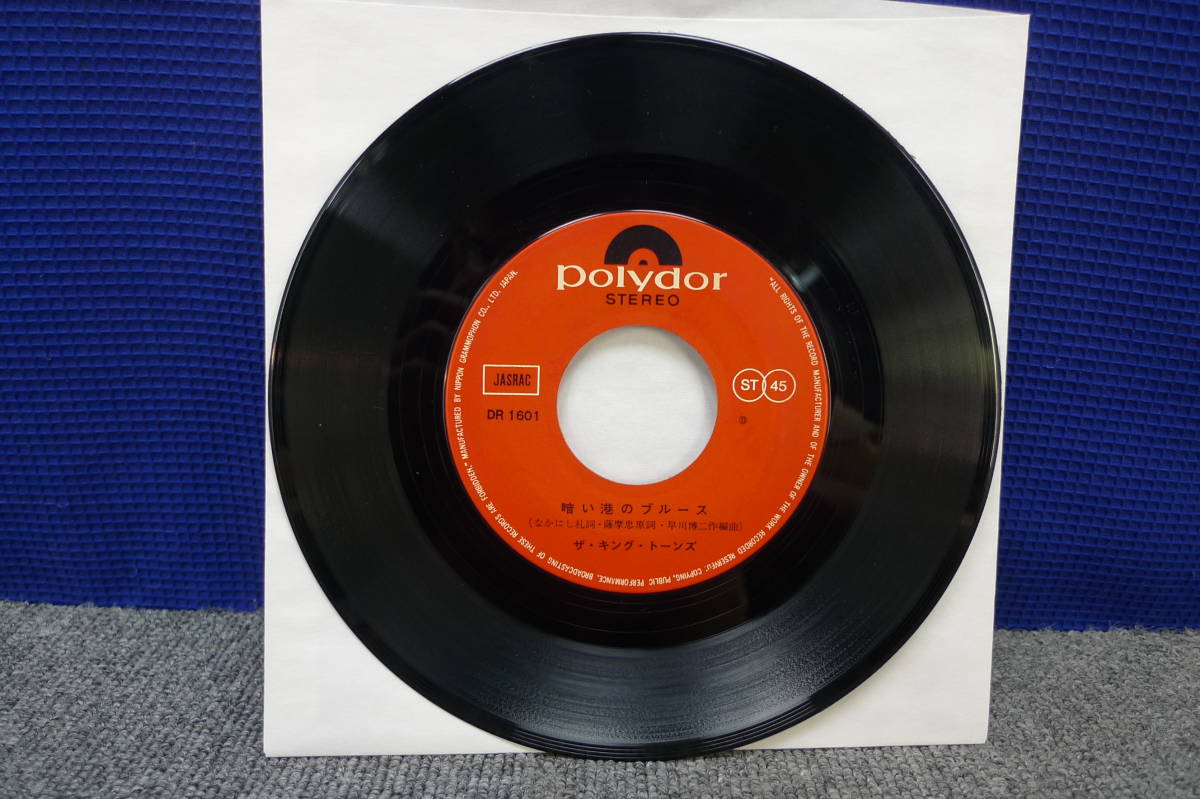 polydor
STEREO
JASRAC
DR 1601
ST 45
暗い港のブルース
(なかにし礼詞・薩摩忠原詞・早川博二作編曲)
ザ・キング・トーンズ
"ALL RIGHTS OF THE RECORD MANUFACTURER AND OF THE OWNER OF THE WORK RECORDED RESERVED. COPYING, PUBLIC PERFORMANCE, BROADCASTING OF THESE RECORDS ARE FORBIDDEN." MANUFACTURED BY NIPPON GRAMMOPHON CO., LTD. JAPAN.